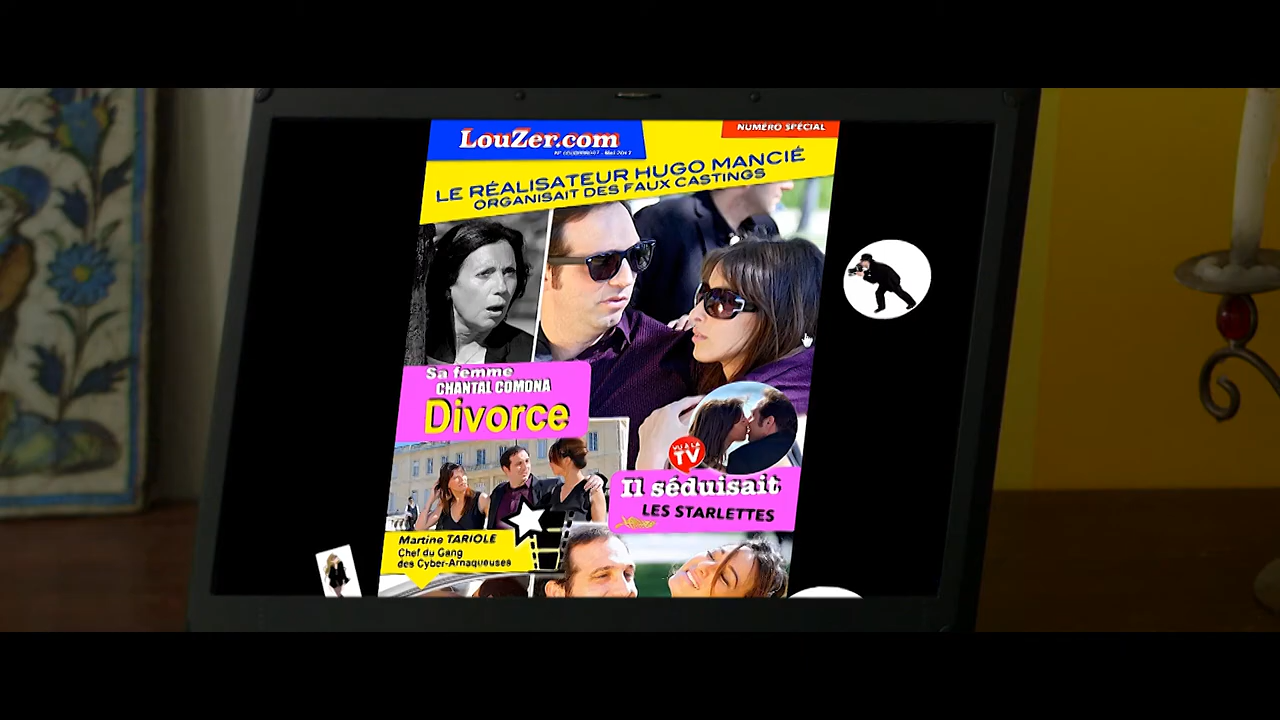 LouZer.com
NUMÉRO SPÉCIAL
LE RÉALISATEUR HUGO MANCIÉ
ORGANISAIT DES FAUX CASTINGS
Sa femme
CHANTAL COMONA
Divorce
VU À LA
TV
Il séduisait
LES STARLETTES
Martine TARIOLE
Chef du Gang
des Cyber-Arnaqueuses